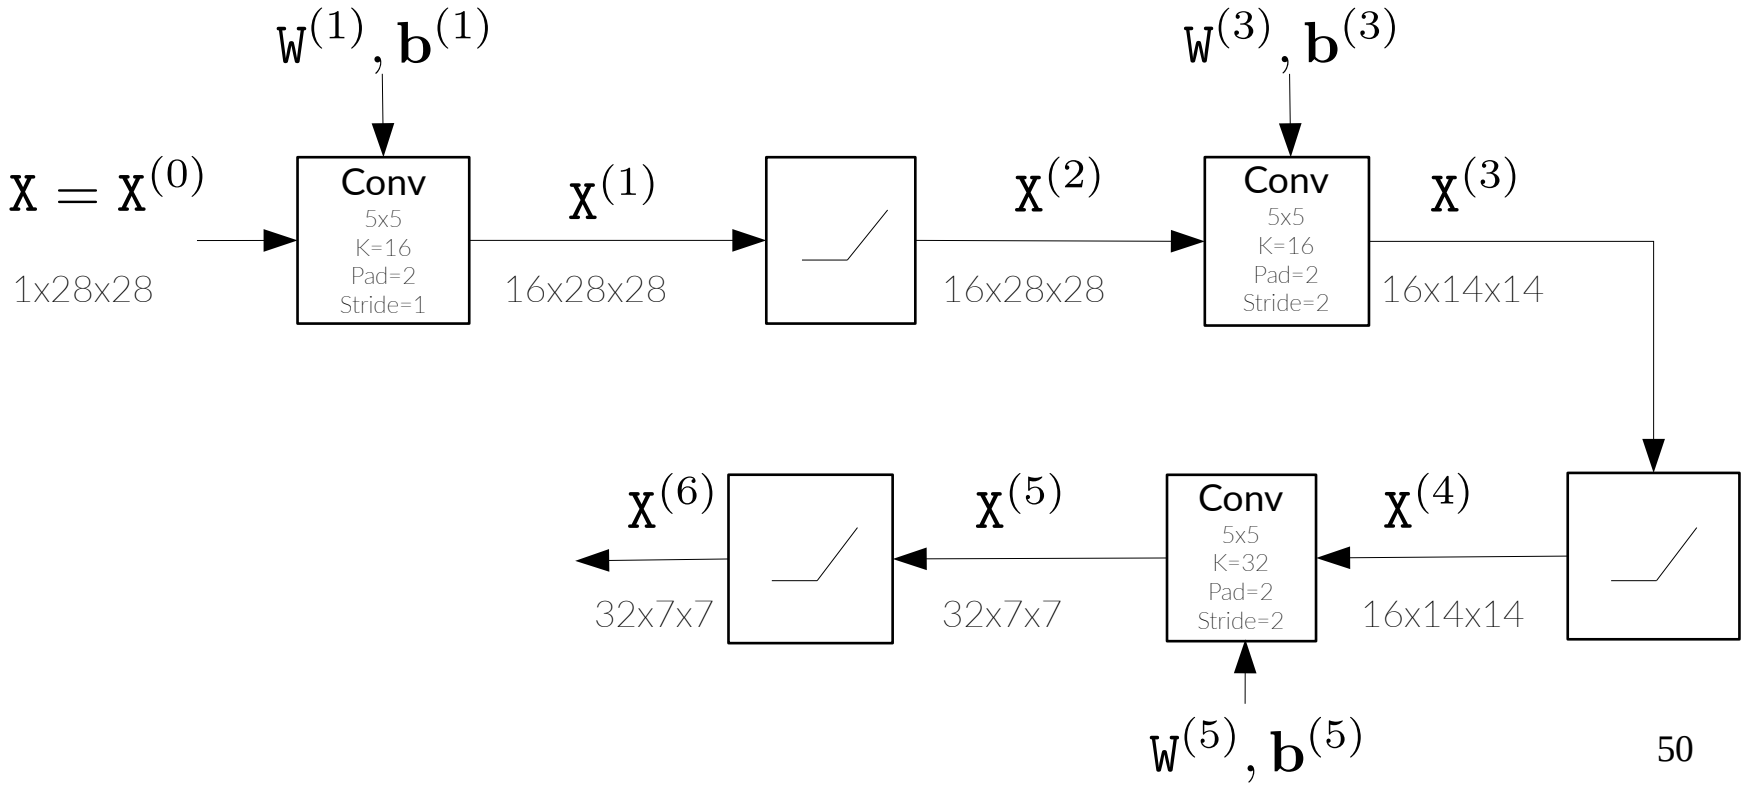 W^(1), b^(1)
W^(3), b^(3)
X = X^(0)
1x28x28
Conv
5x5
K=16
Pad=2
Stride=1
X^(1)
16x28x28
X^(2)
16x28x28
Conv
5x5
K=16
Pad=2
Stride=2
X^(3)
16x14x14
X^(4)
16x14x14
Conv
5x5
K=32
Pad=2
Stride=2
W^(5), b^(5)
X^(5)
32x7x7
X^(6)
32x7x7
50